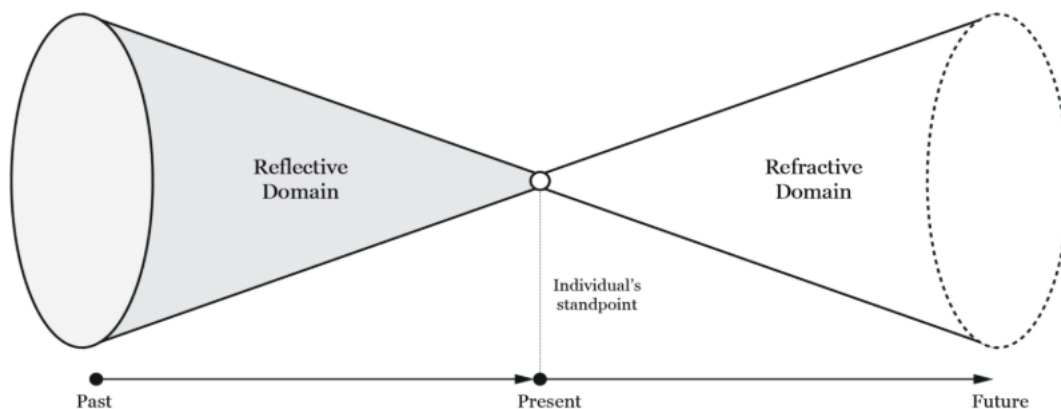 Reflective
Domain
Refractive
Domain
Individual's
standpoint
Past
Present
Future